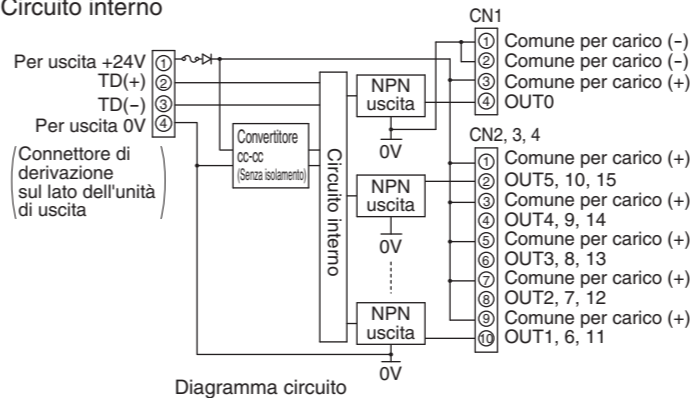 Circuito interno
Per uscita +24V ①
TD(+) ②
TD(−) ③
Per uscita 0V ④
(Connettore di
derivazione
sul lato dell'unità
di uscita)
Convertitore
cc-cc
(Senza isolamento)
Circuito interno
NPN
uscita
0V
NPN
uscita
0V
NPN
uscita
0V
CN1
① Comune per carico (−)
② Comune per carico (−)
③ Comune per carico (+)
④ OUT0
CN2, 3, 4
① Comune per carico (+)
② OUT5, 10, 15
③ Comune per carico (+)
④ OUT4, 9, 14
⑤ Comune per carico (+)
⑥ OUT3, 8, 13
⑦ Comune per carico (+)
⑧ OUT2, 7, 12
⑨ Comune per carico (+)
⑩ OUT1, 6, 11
Diagramma circuito